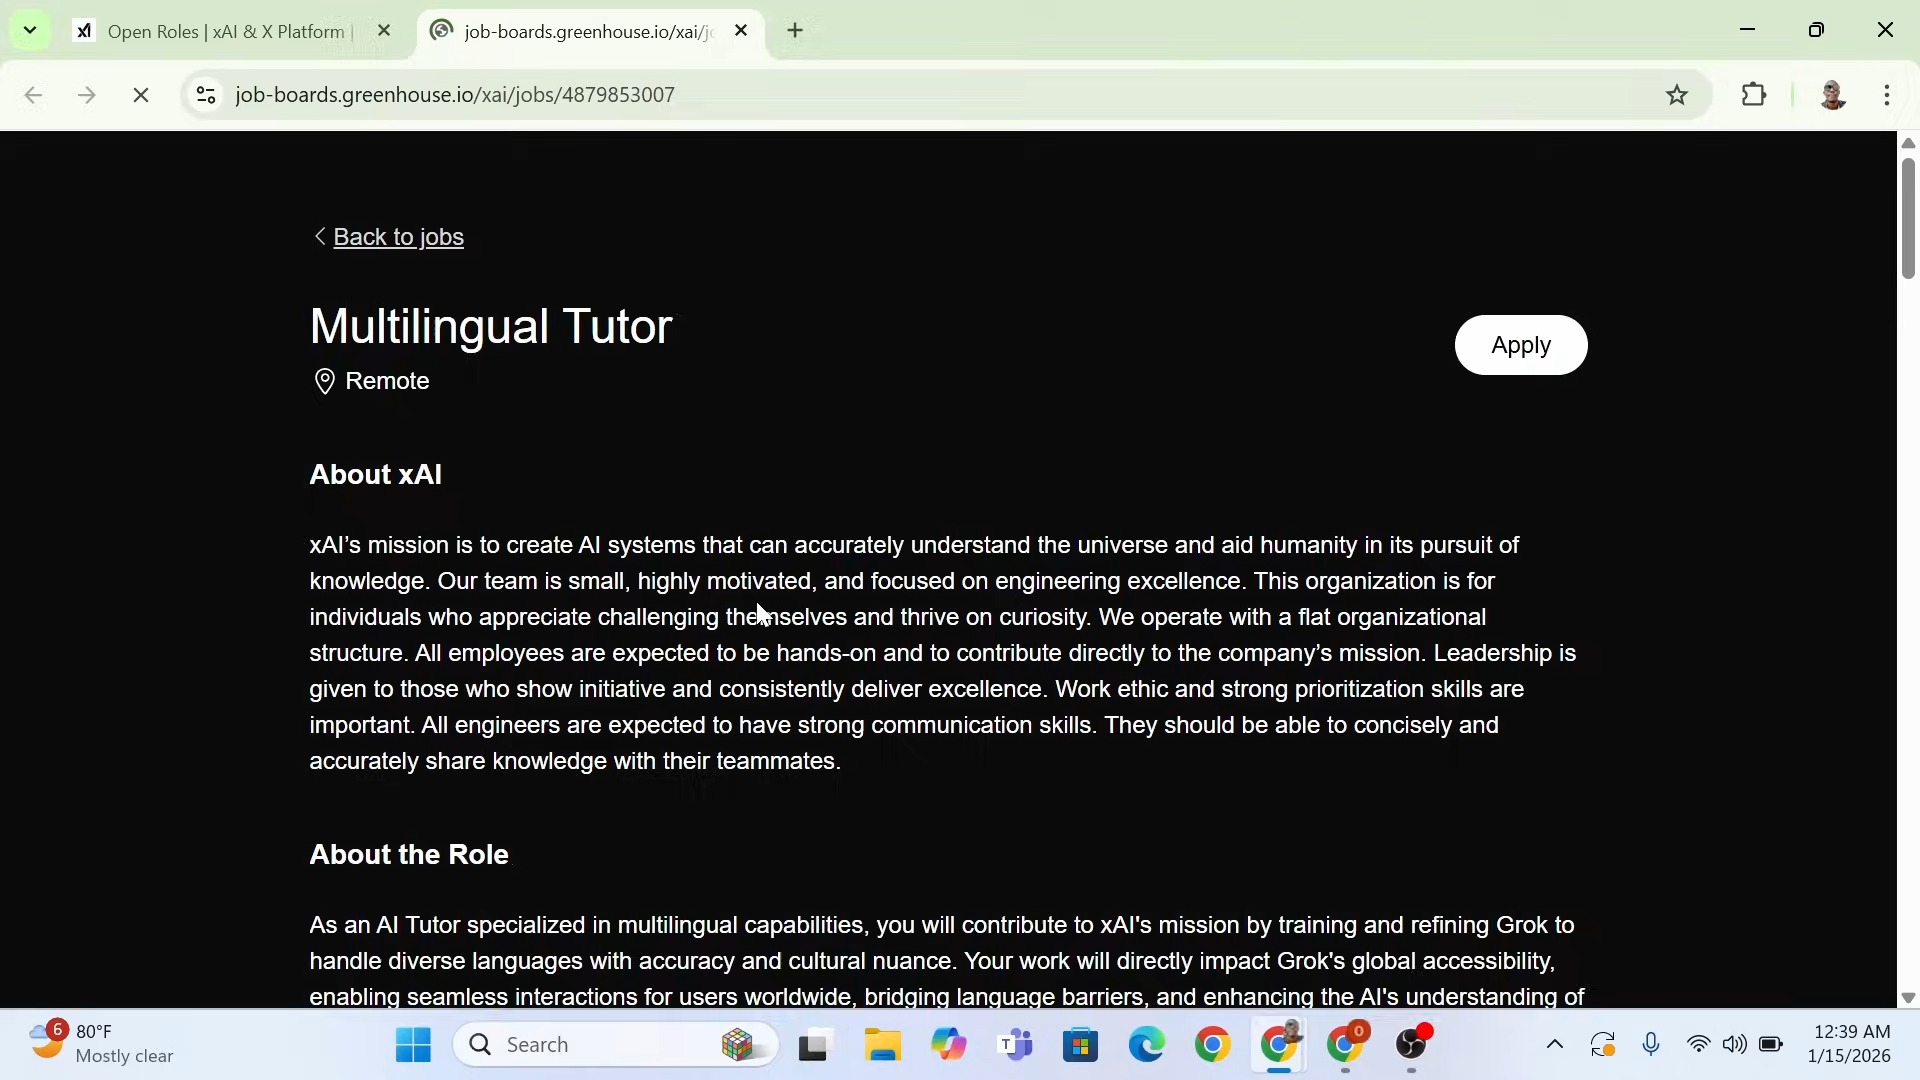 Open Roles | xAI & X Platform |
job-boards.greenhouse.io/xai/jo
job-boards.greenhouse.io/xai/jobs/4879853007
Back to jobs
Multilingual Tutor
Apply
Remote
About xAI
xAI's mission is to create AI systems that can accurately understand the universe and aid humanity in its pursuit of
knowledge. Our team is small, highly motivated, and focused on engineering excellence. This organization is for
individuals who appreciate challenging themselves and thrive on curiosity. We operate with a flat organizational
structure. All employees are expected to be hands-on and to contribute directly to the company's mission. Leadership is
given to those who show initiative and consistently deliver excellence. Work ethic and strong prioritization skills are
important. All engineers are expected to have strong communication skills. They should be able to concisely and
accurately share knowledge with their teammates.
About the Role
As an AI Tutor specialized in multilingual capabilities, you will contribute to xAI's mission by training and refining Grok to
handle diverse languages with accuracy and cultural nuance. Your work will directly impact Grok's global accessibility,
enabling seamless interactions for users worldwide, bridging language barriers, and enhancing the AI's understanding of
6
80°F
Mostly clear
Search
0
12:39 AM
1/15/2026